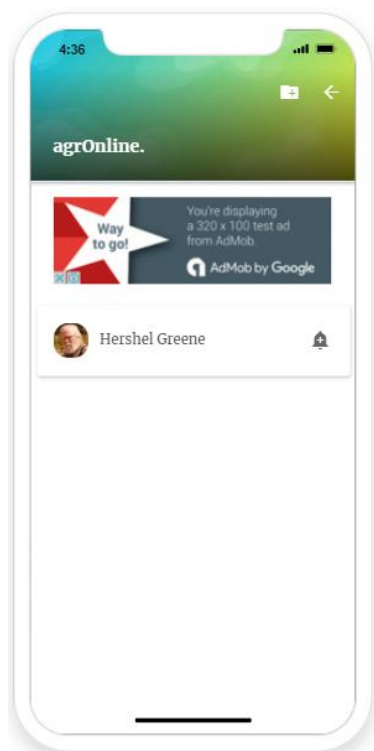 4:36
agrOnline.
Way
to go!
You're displaying
a 320 x 100 test ad
from AdMob.
AdMob by Google
Hershel Greene